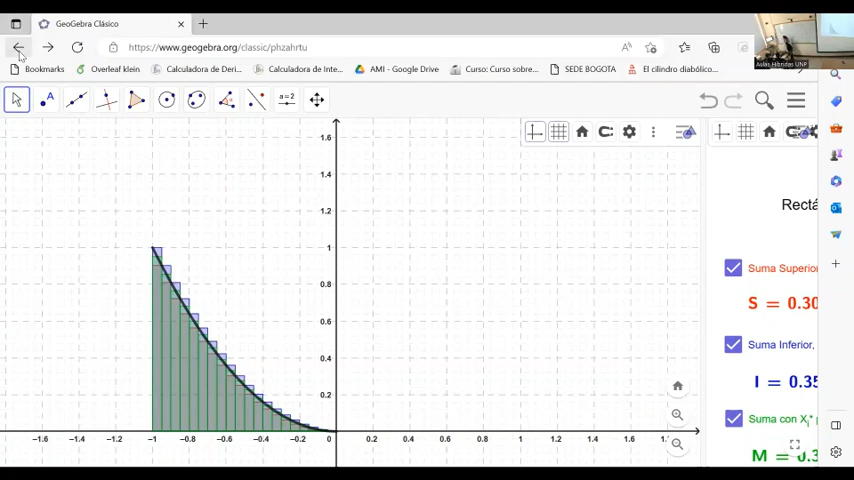 GeoGebra Clásico
https://www.geogebra.org/classic/phzahrtu
Aulas Híbridas UNP
Bookmarks
Overleaf klein
Calculadora de Deri...
Calculadora de Inte...
AMI - Google Drive
Curso: Curso sobre...
SEDE BOGOTA
El cilindro diabólico...
A
a=2
1.6
1.4
1.2
1
0.8
0.6
0.4
0.2
−1.6 −1.4 −1.2 −1 −0.8 −0.6 −0.4 −0.2 0 0.2 0.4 0.6 0.8 1 1.2 1.4 1.6
Rectá
Suma Superior
S = 0.30
Suma Inferior,
I = 0.35
Suma con Xi*
M = 0.3